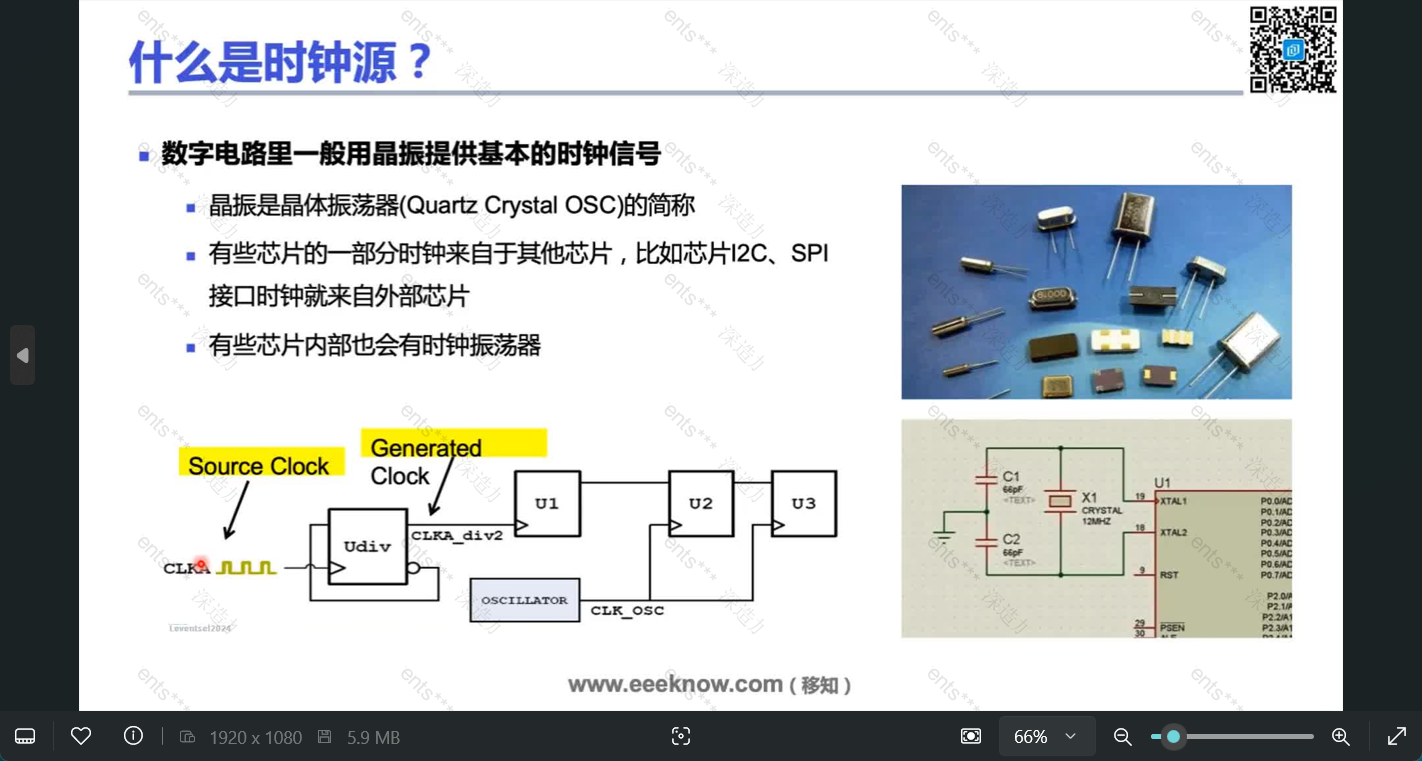 什么是时钟源？
数字电路里一般用晶振提供基本的时钟信号
晶振是晶体振荡器(Quartz Crystal OSC)的简称
有些芯片的一部分时钟来自于其他芯片，比如芯片I2C、SPI
接口时钟就来自外部芯片
有些芯片内部也会有时钟振荡器
Source Clock
Generated
Clock
CLKA
Udiv
CLKA_div2
U1
U2
U3
OSCILLATOR
CLK_OSC
Leventsel2024
C1
66pF
<TEXT>
X1
CRYSTAL
12MHZ
C2
66pF
<TEXT>
U1
19
XTAL1
18
XTAL2
9
RST
29
PSEN
30
P0.0/AD
P0.1/AD
P0.2/AD
P0.3/AD
P0.4/AD
P0.5/AD
P0.6/AD
P0.7/AD
P2.0/A
P2.1/A
P2.2/A1
P2.3/A1
www.eeeknow.com（移知）
1920 x 1080
5.9 MB
66%